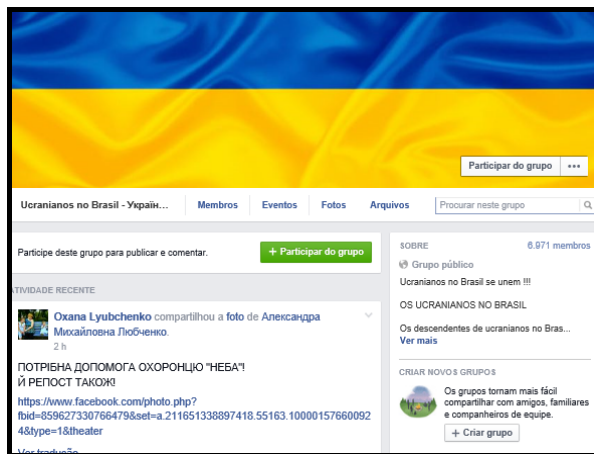 Participar do grupo
Ucranianos no Brasil - Україн...
Membros
Eventos
Fotos
Arquivos
Procurar neste grupo
Participe deste grupo para publicar e comentar.
+ Participar do grupo
ATIVIDADE RECENTE
Oxana Lyubchenko compartilhou a foto de Александра
Михайловна Любченко.
2 h
ПОТРІБНА ДОПОМОГА ОХОРОНЦЮ "НЕБА"!
Й РЕПОСТ ТАКОЖ!
https://www.facebook.com/photo.php?
fbid=859627330766479&set=a.211651338897418.55163.10000157660092
4&type=1&theater
Ver tradução
SOBRE
6.971 membros
Grupo público
Ucranianos no Brasil se unem !!!
OS UCRANIANOS NO BRASIL
Os descendentes de ucranianos no Bras...
Ver mais
CRIAR NOVOS GRUPOS
Os grupos tornam mais fácil
compartilhar com amigos, familiares
e companheiros de equipe.
+ Criar grupo